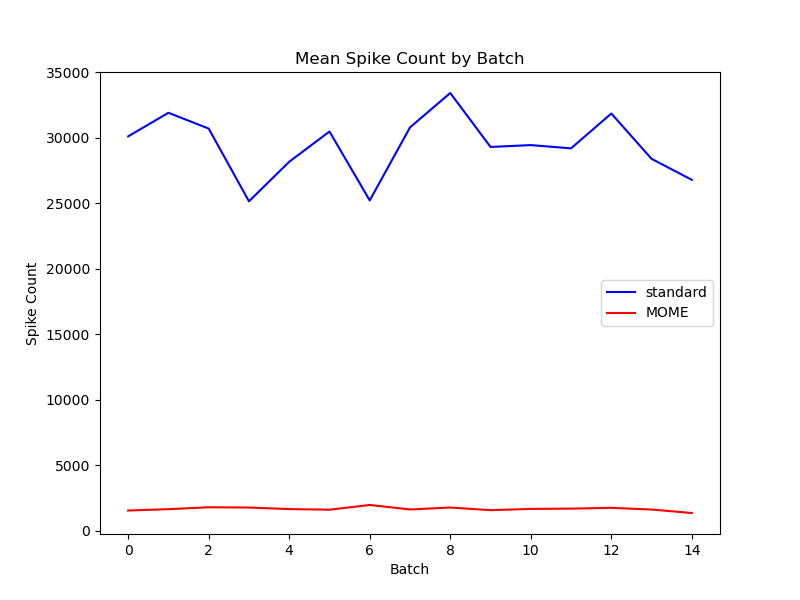 Mean Spike Count by Batch
35000
30000
25000
20000
15000
10000
5000
0
Spike Count
standard
MOME
0 2 4 6 8 10 12 14
Batch